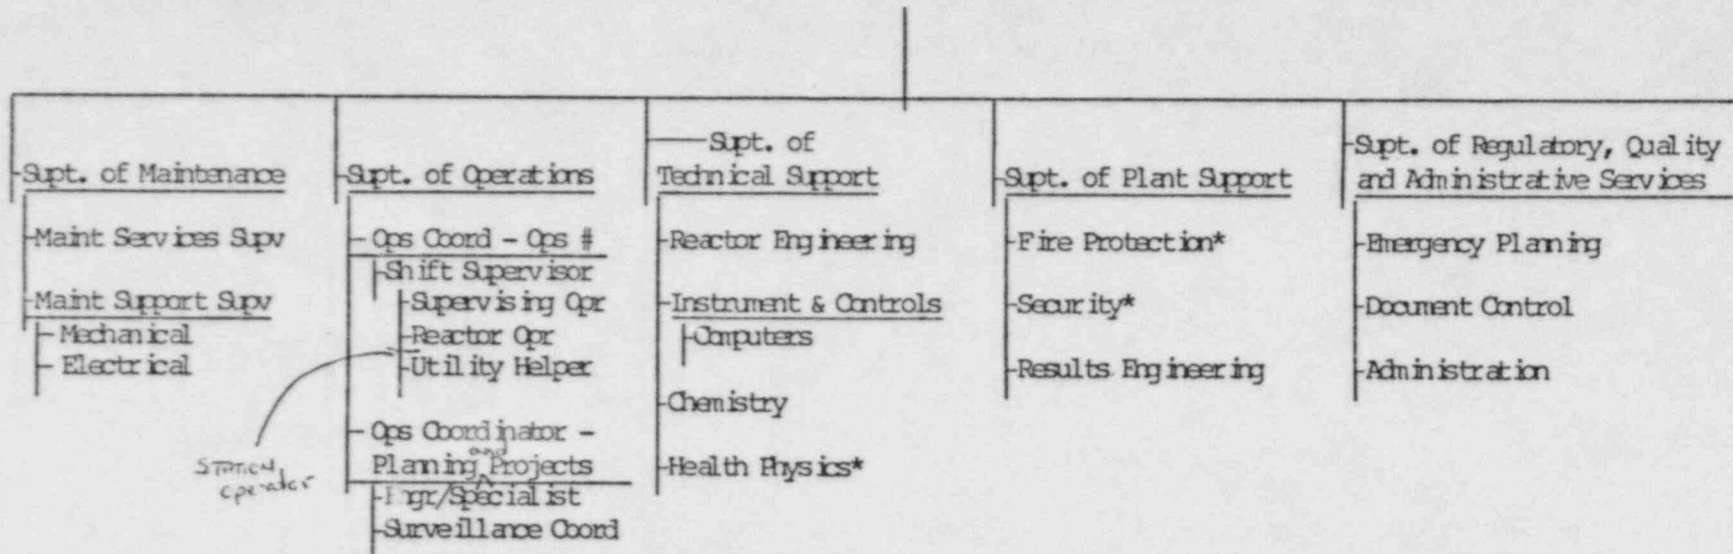 Supt. of Maintenance
Maint Services Supv
Maint Support Supv
Mechanical
Electrical
Supt. of Operations
Ops Coord - Ops #
Shift Supervisor
Supervising Opr
Reactor Opr
Utility Helper
Station
operator
Ops Coordinator -
Planning and Projects
Engr/Specialist
Surveillance Coord
Supt. of
Technical Support
Reactor Engineering
Instrument & Controls
Computers
Chemistry
Health Physics*
Supt. of Plant Support
Fire Protection*
Security*
Results Engineering
Supt. of Regulatory, Quality
and Administrative Services
Emergency Planning
Document Control
Administration